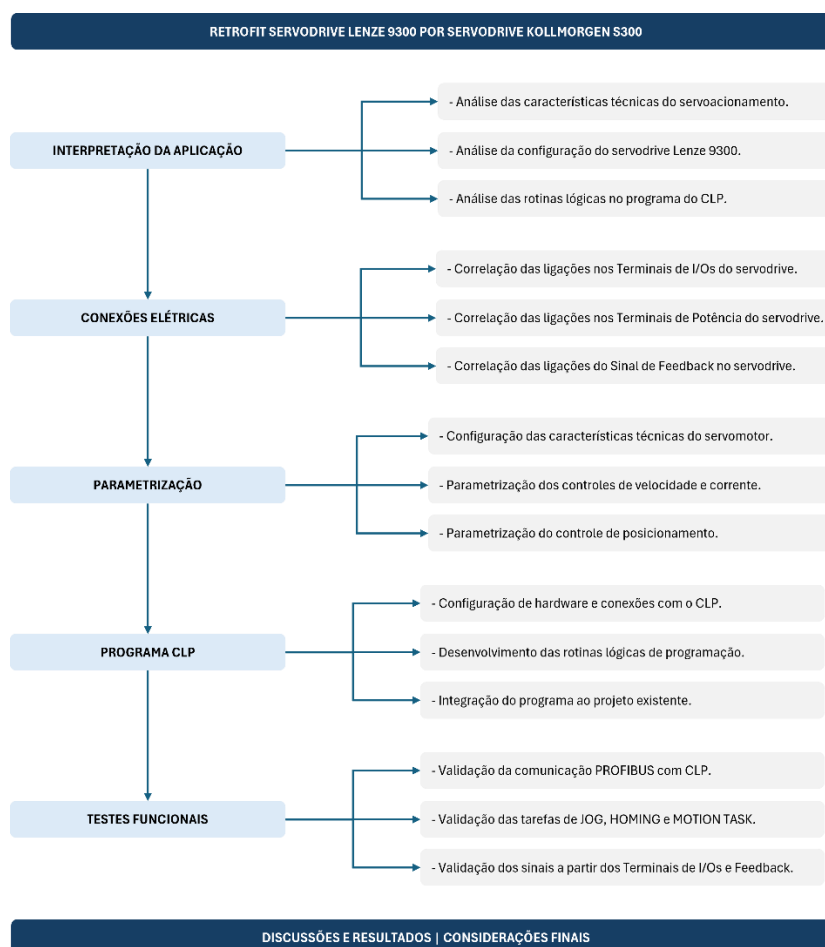 RETROFIT SERVODRIVE LENZE 9300 POR SERVODRIVE KOLLMORGEN S300
INTERPRETAÇÃO DA APLICAÇÃO
- Análise das características técnicas do servoacionamento.
- Análise da configuração do servodrive Lenze 9300.
- Análise das rotinas lógicas no programa do CLP.
CONEXÕES ELÉTRICAS
- Correlação das ligações nos Terminais de I/Os do servodrive.
- Correlação das ligações nos Terminais de Potência do servodrive.
- Correlação das ligações do Sinal de Feedback no servodrive.
PARAMETRIZAÇÃO
- Configuração das características técnicas do servomotor.
- Parametrização dos controles de velocidade e corrente.
- Parametrização do controle de posicionamento.
PROGRAMA CLP
- Configuração de hardware e conexões com o CLP.
- Desenvolvimento das rotinas lógicas de programação.
- Integração do programa ao projeto existente.
TESTES FUNCIONAIS
- Validação da comunicação PROFIBUS com CLP.
- Validação das tarefas de JOG, HOMING e MOTION TASK.
- Validação dos sinais a partir dos Terminais de I/Os e Feedback.
DISCUSSÕES E RESULTADOS | CONSIDERAÇÕES FINAIS